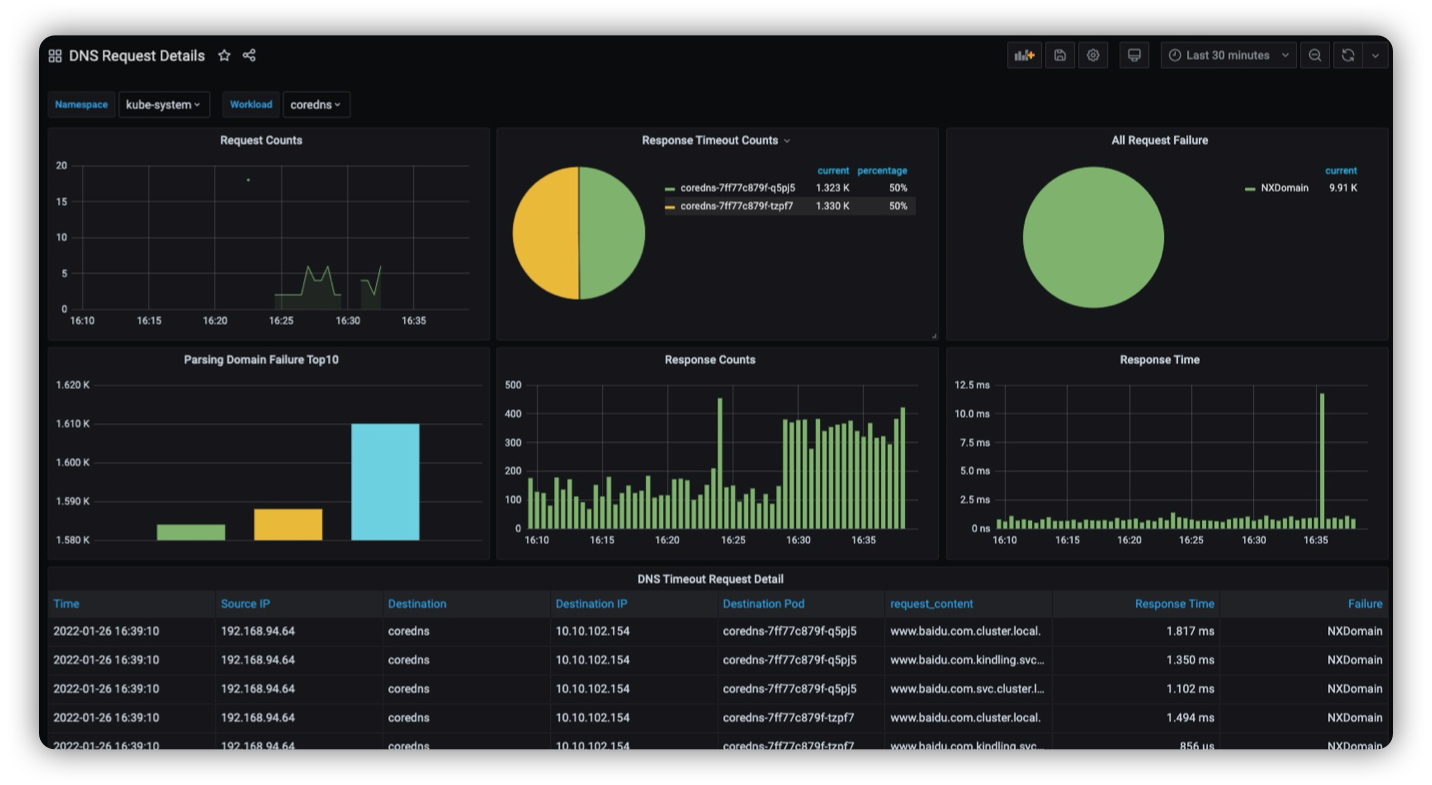 DNS Request Details
Last 30 minutes
Namespace kube-system Workload coredns
Request Counts
20
15
10
5
0
16:10 16:15 16:20 16:25 16:30 16:35
Response Timeout Counts
current percentage
coredns-7ff77c879f-q5pj5 1.323 K 50%
coredns-7ff77c879f-tzpf7 1.330 K 50%
All Request Failure
current
NXDomain 9.91 K
Parsing Domain Failure Top10
1.620 K
1.610 K
1.600 K
1.590 K
1.580 K
Response Counts
500
400
300
200
100
0
16:10 16:15 16:20 16:25 16:30 16:35
Response Time
12.5 ms
10.0 ms
7.5 ms
5.0 ms
2.5 ms
0 ns
16:10 16:15 16:20 16:25 16:30 16:35
DNS Timeout Request Detail
Time Source IP Destination Destination IP Destination Pod request_content Response Time Failure
2022-01-26 16:39:10 192.168.94.64 coredns 10.10.102.154 coredns-7ff77c879f-q5pj5 www.baidu.com.cluster.local. 1.817 ms NXDomain
2022-01-26 16:39:10 192.168.94.64 coredns 10.10.102.154 coredns-7ff77c879f-q5pj5 www.baidu.com.kindling.svc... 1.350 ms NXDomain
2022-01-26 16:39:10 192.168.94.64 coredns 10.10.102.154 coredns-7ff77c879f-q5pj5 www.baidu.com.svc.cluster.l... 1.102 ms NXDomain
2022-01-26 16:39:10 192.168.94.64 coredns 10.10.102.154 coredns-7ff77c879f-tzpf7 www.baidu.com.cluster.local. 1.494 ms NXDomain
2022-01-26 16:39:10 192.168.94.64 coredns 10.10.102.154 coredns-7ff77c879f-tzpf7 www.baidu.com.kindling.svc... 856 µs NXDomain